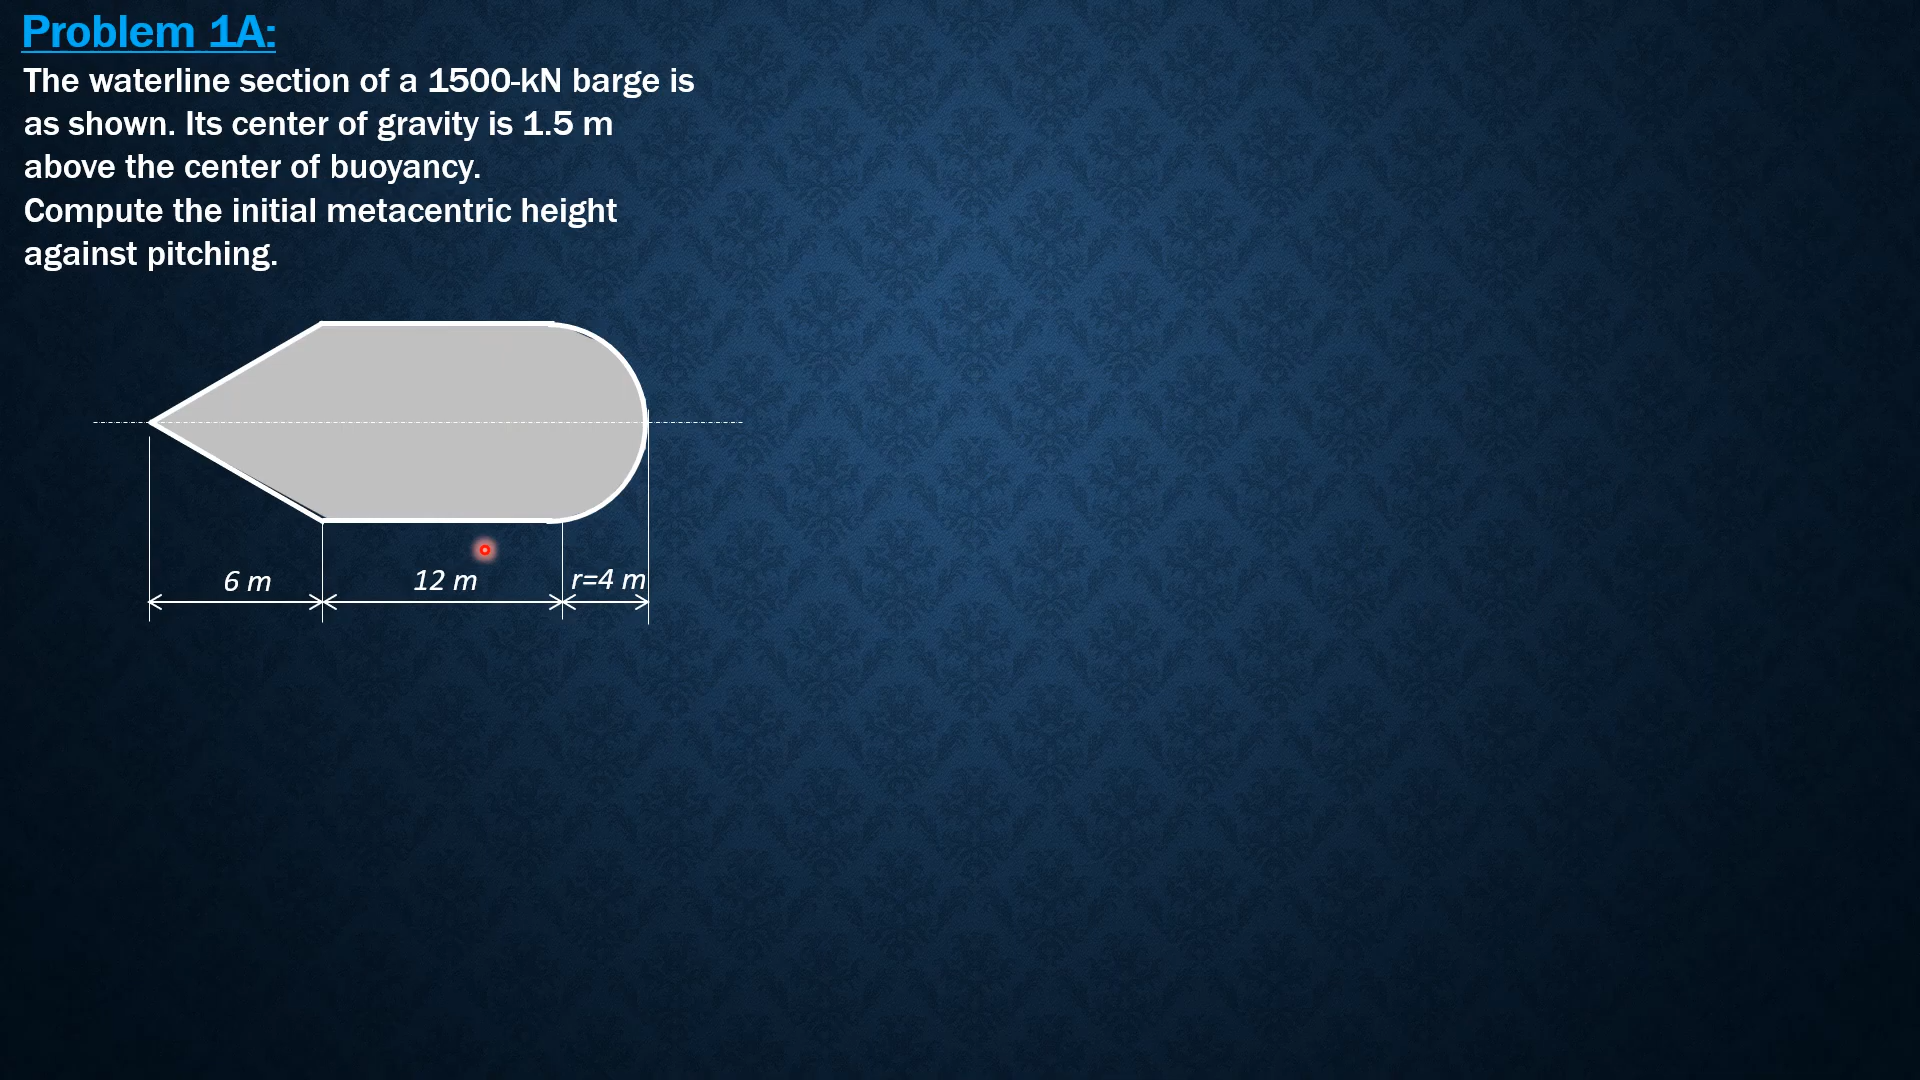 Problem 1A:
The waterline section of a 1500-kN barge is
as shown. Its center of gravity is 1.5 m
above the center of buoyancy.
Compute the initial metacentric height
against pitching.
6 m
12 m
r=4 m